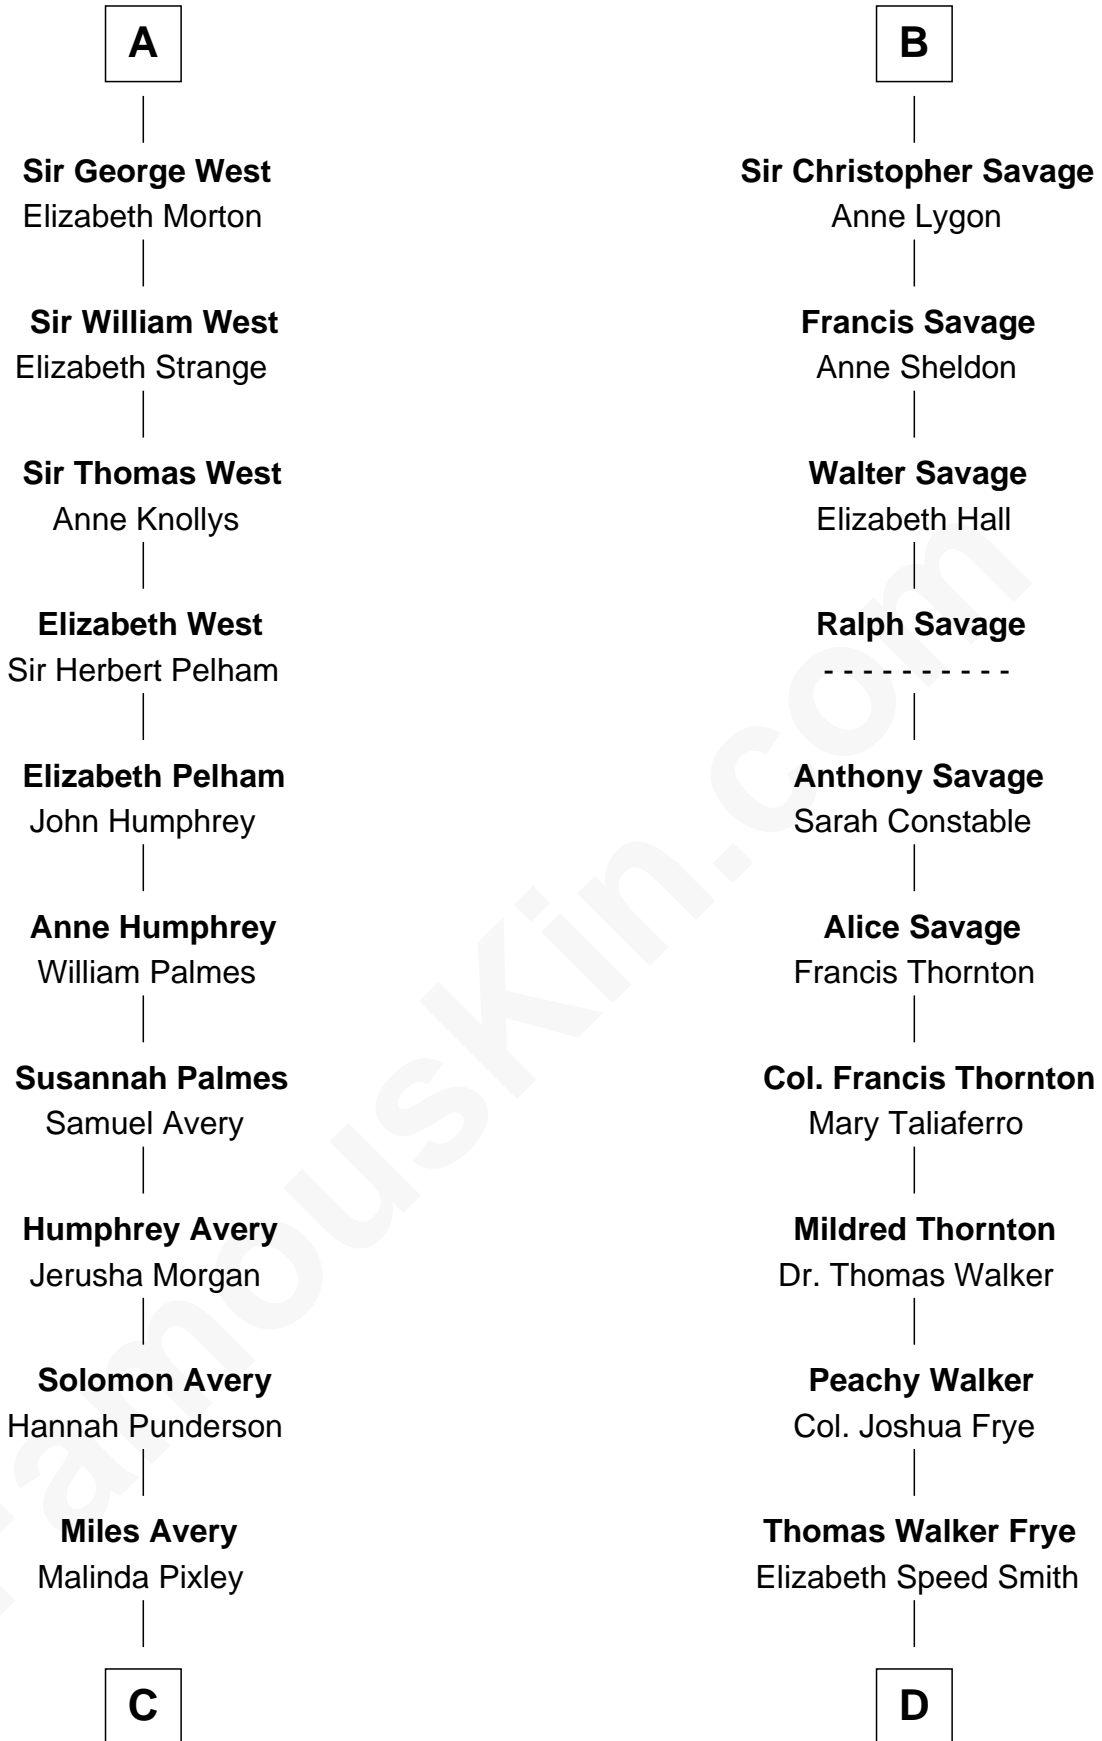 A
Sir George West
Elizabeth Morton
Sir William West
Elizabeth Strange
Sir Thomas West
Anne Knollys
Elizabeth West
Sir Herbert Pelham
Elizabeth Pelham
John Humphrey
Anne Humphrey
William Palmes
Susannah Palmes
Samuel Avery
Humphrey Avery
Jerusha Morgan
Solomon Avery
Hannah Punderson
Miles Avery
Malinda Pixley
C
B
Sir Christopher Savage
Anne Lygon
Francis Savage
Anne Sheldon
Walter Savage
Elizabeth Hall
Ralph Savage
- - - - - - - - - -
Anthony Savage
Sarah Constable
Alice Savage
Francis Thornton
Col. Francis Thornton
Mary Taliaferro
Mildred Thornton
Dr. Thomas Walker
Peachy Walker
Col. Joshua Frye
Thomas Walker Frye
Elizabeth Speed Smith
D
FamousKin.com